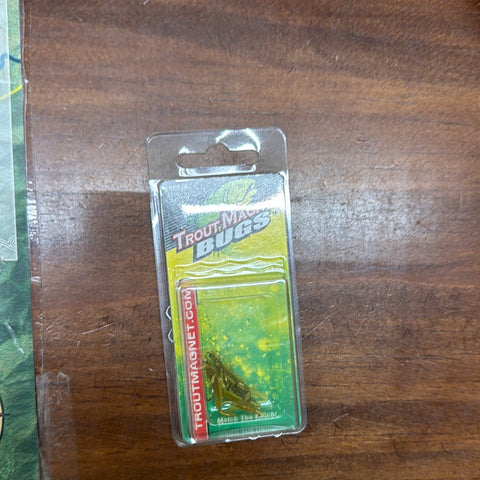 TROUT MAGNET
BUGS
TROUTMAGNET.COM
Match The Hatch!